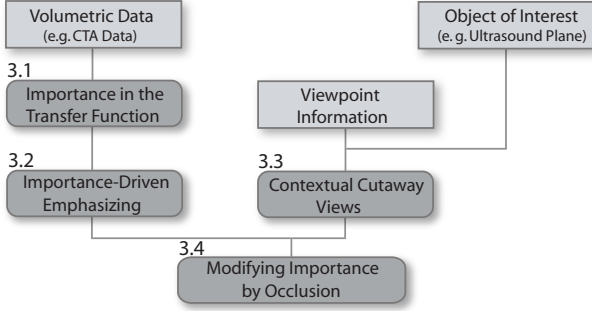 Volumetric Data
(e.g. CTA Data)
Object of Interest
(e. g. Ultrasound Plane)
3.1
Importance in the
Transfer Function
Viewpoint
Information
3.2
Importance-Driven
Emphasizing
3.3
Contextual Cutaway
Views
3.4
Modifying Importance
by Occlusion